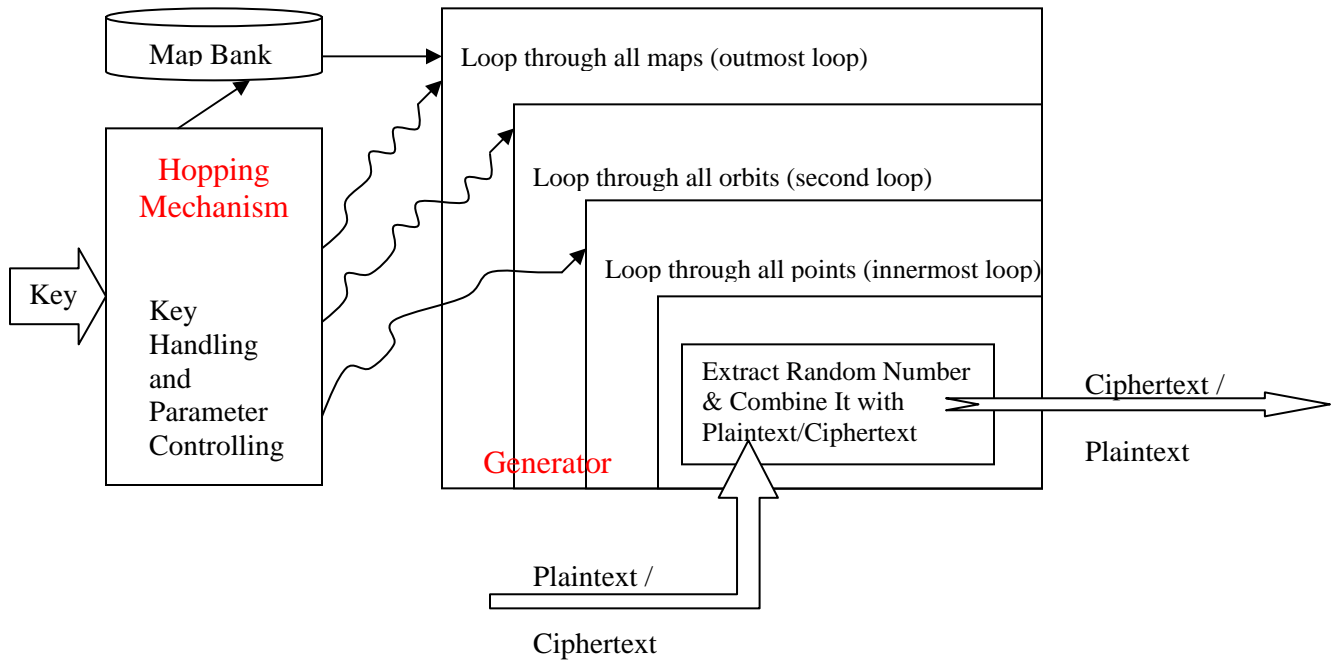 Map Bank
Loop through all maps (outmost loop)
Hopping
Mechanism
Loop through all orbits (second loop)
Loop through all points (innermost loop)
Key
Key
Handling
and
Parameter
Controlling
Extract Random Number
& Combine It with
Plaintext/Ciphertext
Ciphertext /
Plaintext
Generator
Plaintext /
Ciphertext